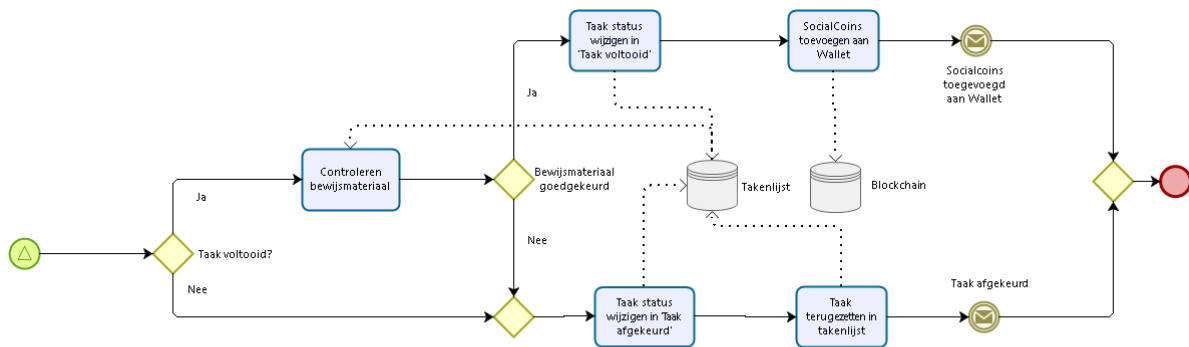 Taak status
wijzigen in
'Taak voltooid'
SocialCoins
toevoegen aan
Wallet
Socialcoins
toegevoegd
aan Wallet
Ja
Controleren
bewijsmateriaal
Bewijsmateriaal
goedgekeurd
Takenlijst
Blockchain
Ja
Nee
Taak voltooid?
Nee
Taak afgekeurd
Taak status
wijzigen in 'Taak
afgekeurd'
Taak
terugezetten in
takenlijst